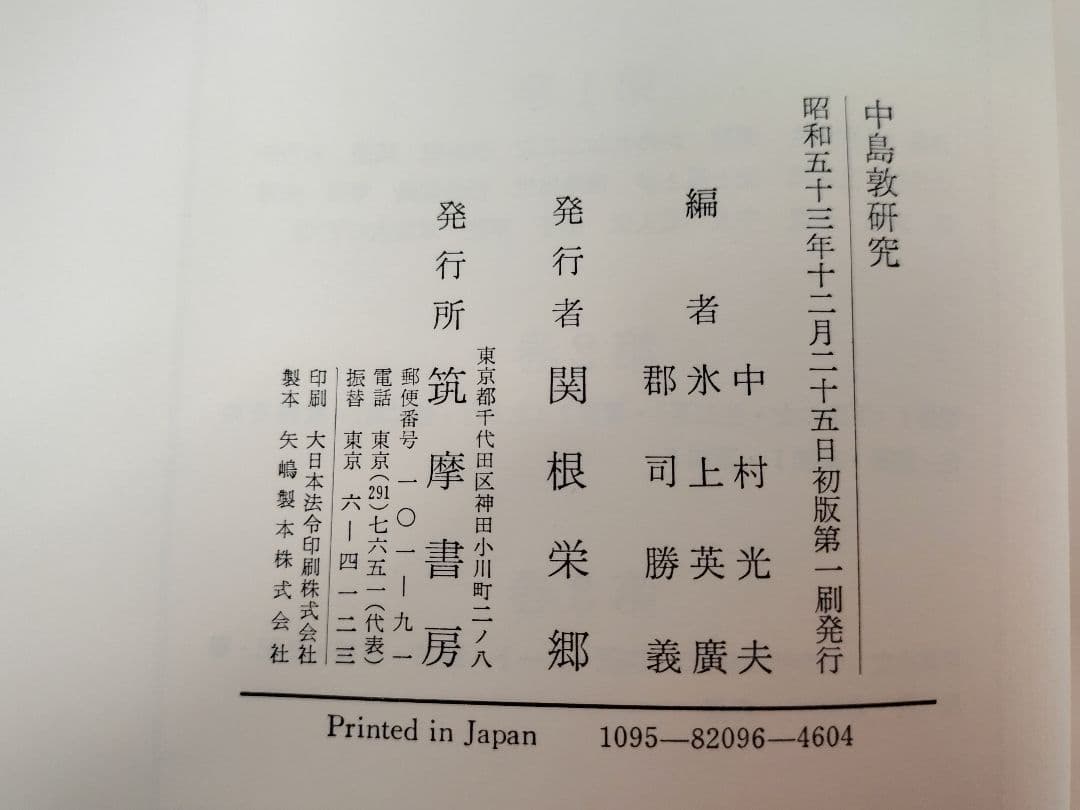 中島敦研究
昭和五十三年十二月二十五日初版第一刷発行
編者
中村光夫
氷上英廣
郡司勝義
発行者 関根栄郷
東京都千代田区神田小川町二ノ八
発行所 筑摩書房
郵便番号 一〇一―九一
電話 東京(291)七六五一(代表)
振替 東京 六―四一二三
印刷 大日本法令印刷株式会社
製本 矢嶋製本株式会社
Printed in Japan 1095—82096—4604